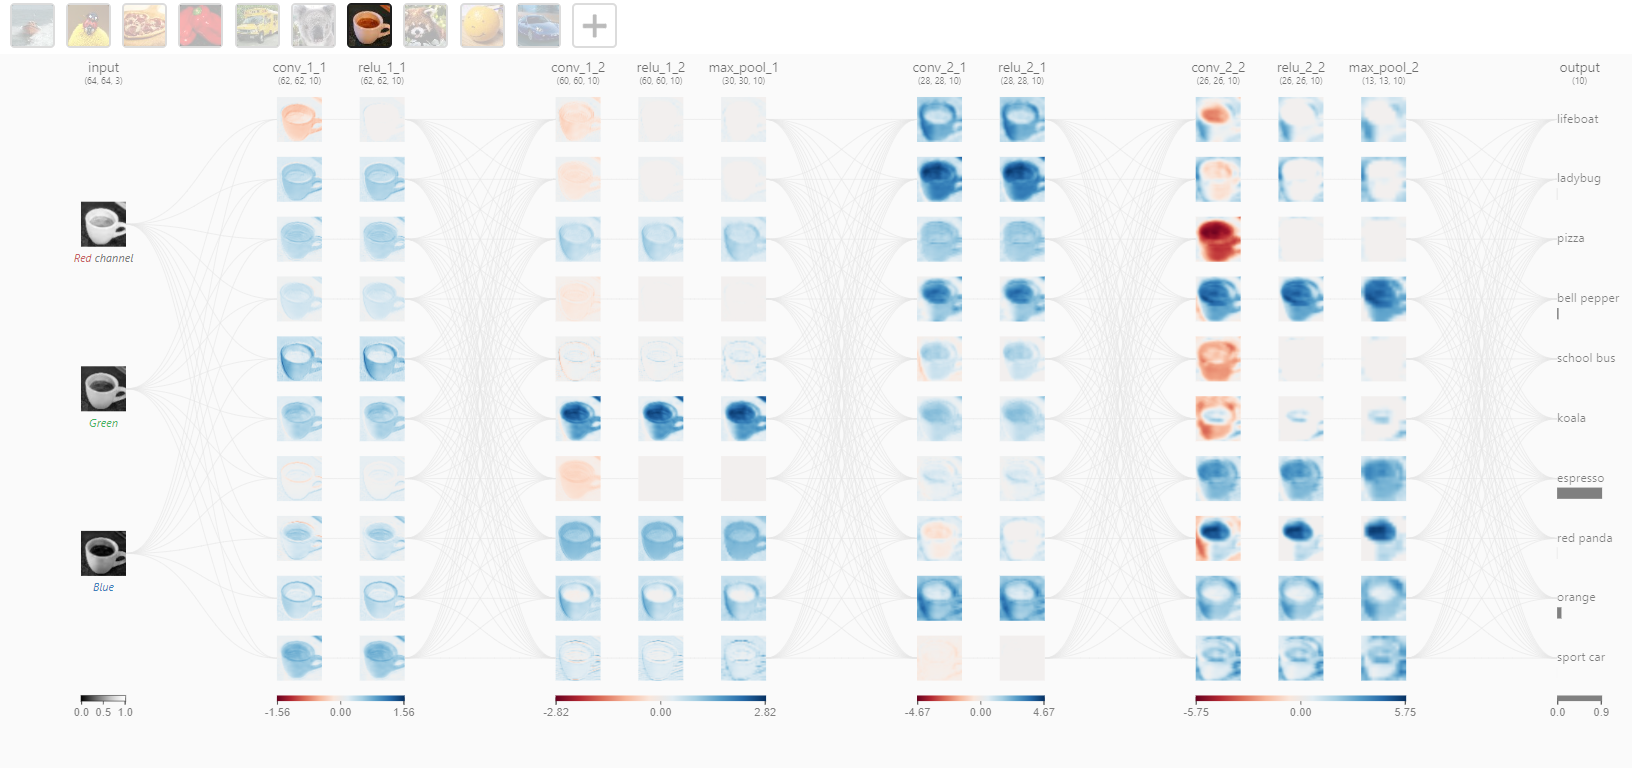 input conv_1_1 relu_1_1 conv_1_2 relu_1_2 max_pool_1 conv_2_1 relu_2_1 conv_2_2 relu_2_2 max_pool_2 output
(64, 64, 3) (62, 62, 10) (62, 62, 10) (60, 60, 10) (60, 60, 10) (30, 30, 10) (28, 28, 10) (28, 28, 10) (26, 26, 10) (26, 26, 10) (13, 13, 10) (10)
lifeboat
ladybug
pizza
Red channel
bell pepper
school bus
koala
Green
espresso
red panda
Blue
orange
sport car
0.0 0.5 1.0 -1.56 0.00 1.56 -2.82 0.00 2.82 -4.67 0.00 4.67 -5.75 0.00 5.75 0.0 0.9